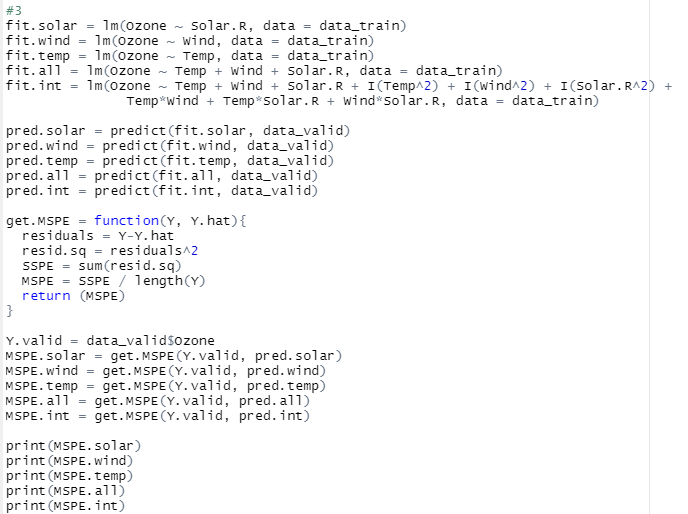 #3
fit.solar = lm(Ozone ~ Solar.R, data = data_train)
fit.wind = lm(Ozone ~ Wind, data = data_train)
fit.temp = lm(Ozone ~ Temp, data = data_train)
fit.all = lm(Ozone ~ Temp + Wind + Solar.R, data = data_train)
fit.int = lm(Ozone ~ Temp + Wind + Solar.R + I(Temp^2) + I(Wind^2) + I(Solar.R^2) +
Temp*Wind + Temp*Solar.R + Wind*Solar.R, data = data_train)
pred.solar = predict(fit.solar, data_valid)
pred.wind = predict(fit.wind, data_valid)
pred.temp = predict(fit.temp, data_valid)
pred.all = predict(fit.all, data_valid)
pred.int = predict(fit.int, data_valid)
get.MSPE = function(Y, Y.hat){
residuals = Y-Y.hat
resid.sq = residuals^2
SSPE = sum(resid.sq)
MSPE = SSPE / length(Y)
return (MSPE)
}
Y.valid = data_valid$Ozone
MSPE.solar = get.MSPE(Y.valid, pred.solar)
MSPE.wind = get.MSPE(Y.valid, pred.wind)
MSPE.temp = get.MSPE(Y.valid, pred.temp)
MSPE.all = get.MSPE(Y.valid, pred.all)
MSPE.int = get.MSPE(Y.valid, pred.int)
print(MSPE.solar)
print(MSPE.wind)
print(MSPE.temp)
print(MSPE.all)
print(MSPE.int)